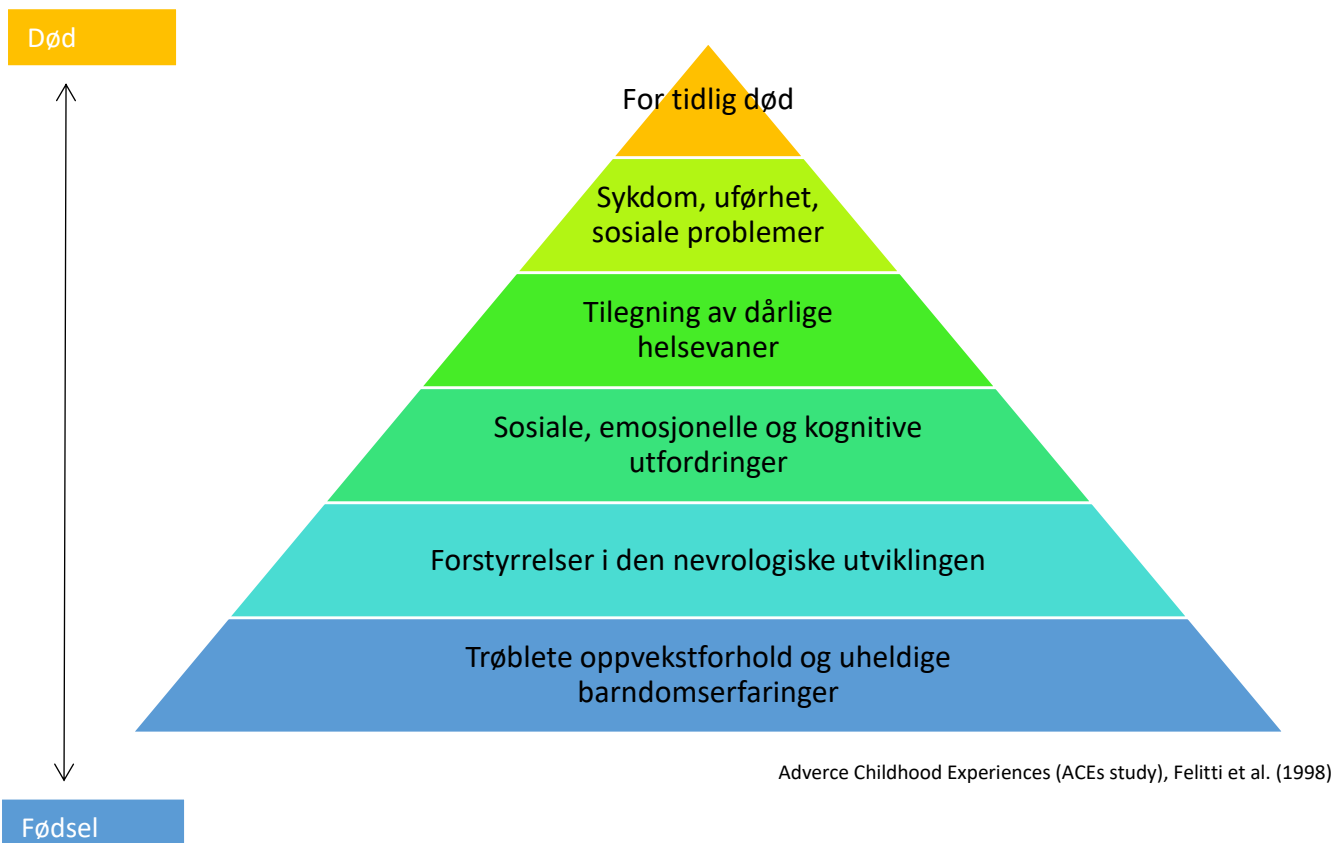 Død
For tidlig død
Sykdom, uførhet,
sosiale problemer
Tilegning av dårlige
helsevaner
Sosiale, emosjonelle og kognitive
utfordringer
Forstyrrelser i den nevrologiske utviklingen
Trøblete oppvekstforhold og uheldige
barndomserfaringer
Adverce Childhood Experiences (ACEs study), Felitti et al. (1998)
Fødsel